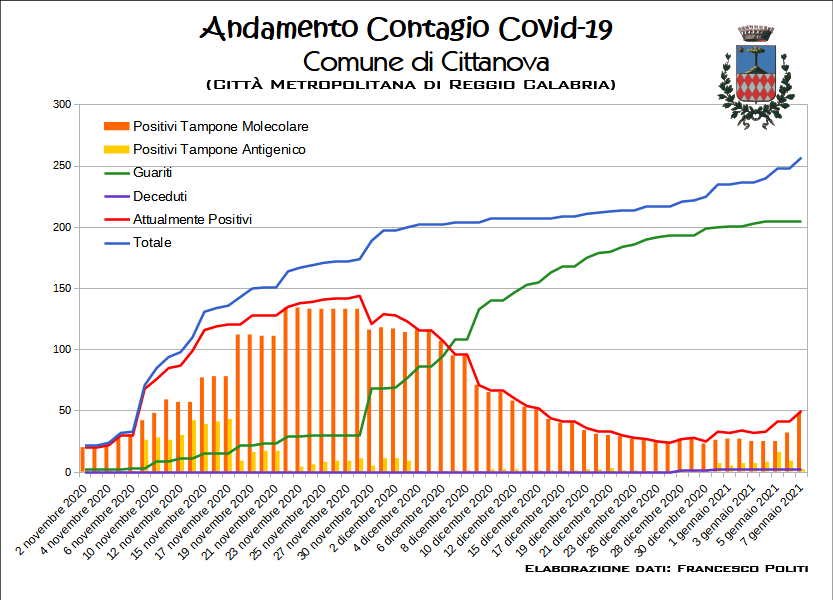 Andamento Contagio Covid-19
Comune di Cittanova
(Città Metropolitana di Reggio Calabria)
300
250
200
150
100
50
0
Positivi Tampone Molecolare
Positivi Tampone Antigenico
Guariti
Deceduti
Attualmente Positivi
Totale
2 novembre 2020
4 novembre 2020
6 novembre 2020
10 novembre 2020
13 novembre 2020
15 novembre 2020
17 novembre 2020
19 novembre 2020
21 novembre 2020
23 novembre 2020
25 novembre 2020
27 novembre 2020
30 novembre 2020
2 dicembre 2020
4 dicembre 2020
6 dicembre 2020
8 dicembre 2020
10 dicembre 2020
12 dicembre 2020
15 dicembre 2020
17 dicembre 2020
19 dicembre 2020
21 dicembre 2020
23 dicembre 2020
26 dicembre 2020
28 dicembre 2020
30 dicembre 2020
1 gennaio 2021
3 gennaio 2021
5 gennaio 2021
7 gennaio 2021
Elaborazione dati: Francesco Politi